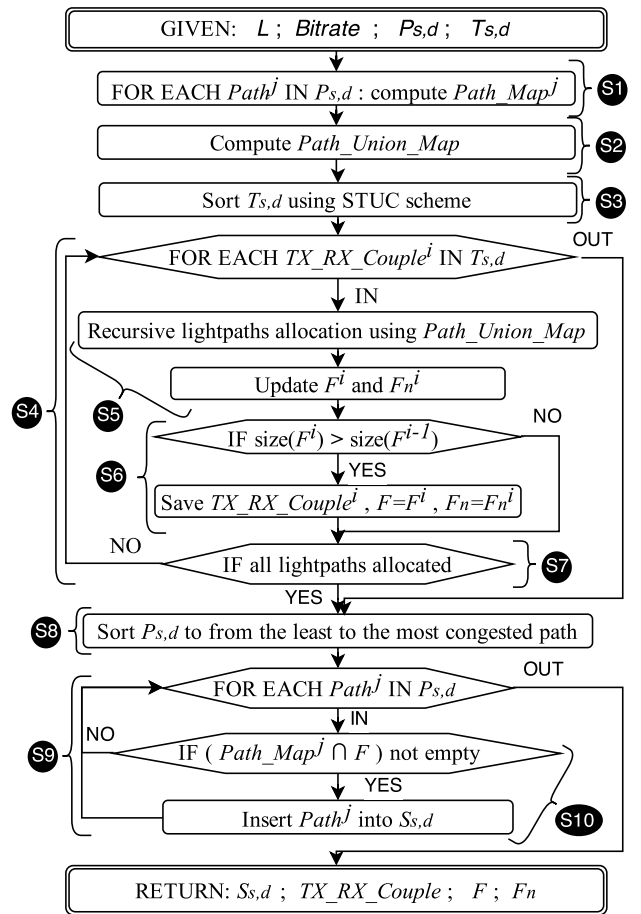 GIVEN: L ; Bitrate ; Ps,d ; Ts,d
FOR EACH Path^j IN Ps,d : compute Path_Map^j
S1
Compute Path_Union_Map
S2
Sort Ts,d using STUC scheme
S3
OUT
FOR EACH TX_RX_Couple^i IN Ts,d
IN
Recursive lightpaths allocation using Path_Union_Map
Update F^i and Fn^i
S4
S5
NO
IF size(F^i) > size(F^i-1)
S6
YES
Save TX_RX_Couple^i , F=F^i , Fn=Fn^i
NO
IF all lightpaths allocated
S7
YES
S8
Sort Ps,d to from the least to the most congested path
OUT
FOR EACH Path^j IN Ps,d
IN
NO
S9
IF ( Path_Map^j ∩ F ) not empty
YES
Insert Path^j into Ss,d
S10
RETURN: Ss,d ; TX_RX_Couple ; F ; Fn